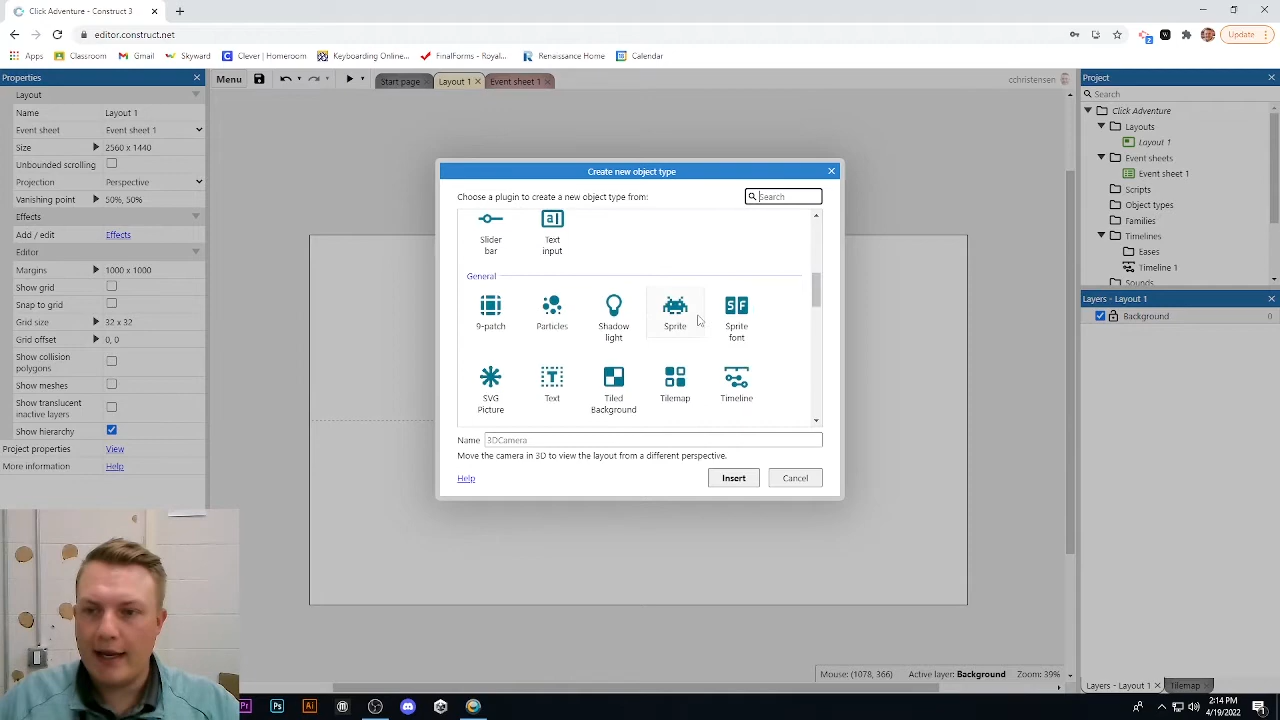 Click Adventure - Construct 3
editor.construct.net
Update
Apps
Classroom
Gmail
Skyward
Clever | Homeroom
Keyboarding Online...
FinalForms - Royal...
Renaissance Home
Calendar
Properties
Menu
Start page
Layout 1
Event sheet 1
cchristensen
Project
Layout
Name
Layout 1
Event sheet
Event sheet 1
Size
2560 x 1440
Unbounded scrolling
Projection
Perspective
Vanishing point
50%, 50%
Effects
Add / edit
Effects
Editor
Margins
1000 x 1000
Show grid
Snap to grid
Grid size
32 x 32
Grid offset
0, 0
Show collision
polygons
Show meshes
Show translucent
inactive layers
Show hierarchy
Project properties
View
More information
Help
Create new object type
Choose a plugin to create a new object type from:
Search
Slider
bar
Text
input
General
9-patch
Particles
Shadow
light
Sprite
SF
Sprite
font
SVG
Picture
Text
Tiled
Background
Tilemap
Timeline
Name
3DCamera
Move the camera in 3D to view the layout from a different perspective.
Help
Insert
Cancel
Search
Click Adventure
Layouts
Layout 1
Event sheets
Event sheet 1
Scripts
Object types
Families
Timelines
Eases
Timeline 1
Sounds
Layers - Layout 1
Background
0
Mouse: (1078, 366)
Active layer: Background
Zoom: 39%
Layers - Layout 1
Tilemap
Pr
Ps
Ai
2:14 PM
4/19/2022